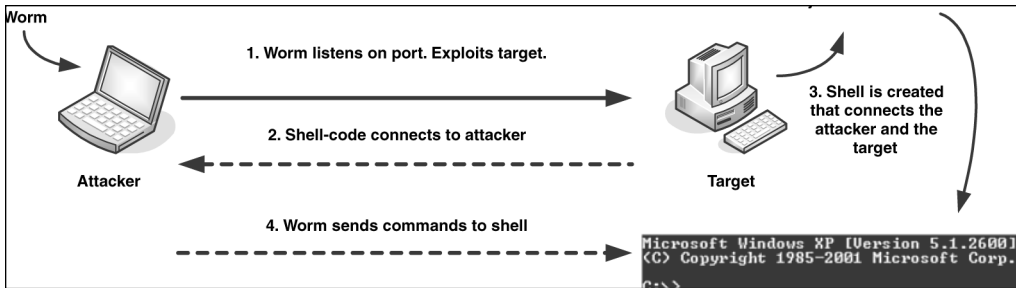 Worm
1. Worm listens on port. Exploits target.
2. Shell-code connects to attacker
3. Shell is created
that connects the
attacker and the
target
Attacker
Target
4. Worm sends commands to shell
Microsoft Windows XP [Version 5.1.2600]
(C) Copyright 1985-2001 Microsoft Corp.
C:\>